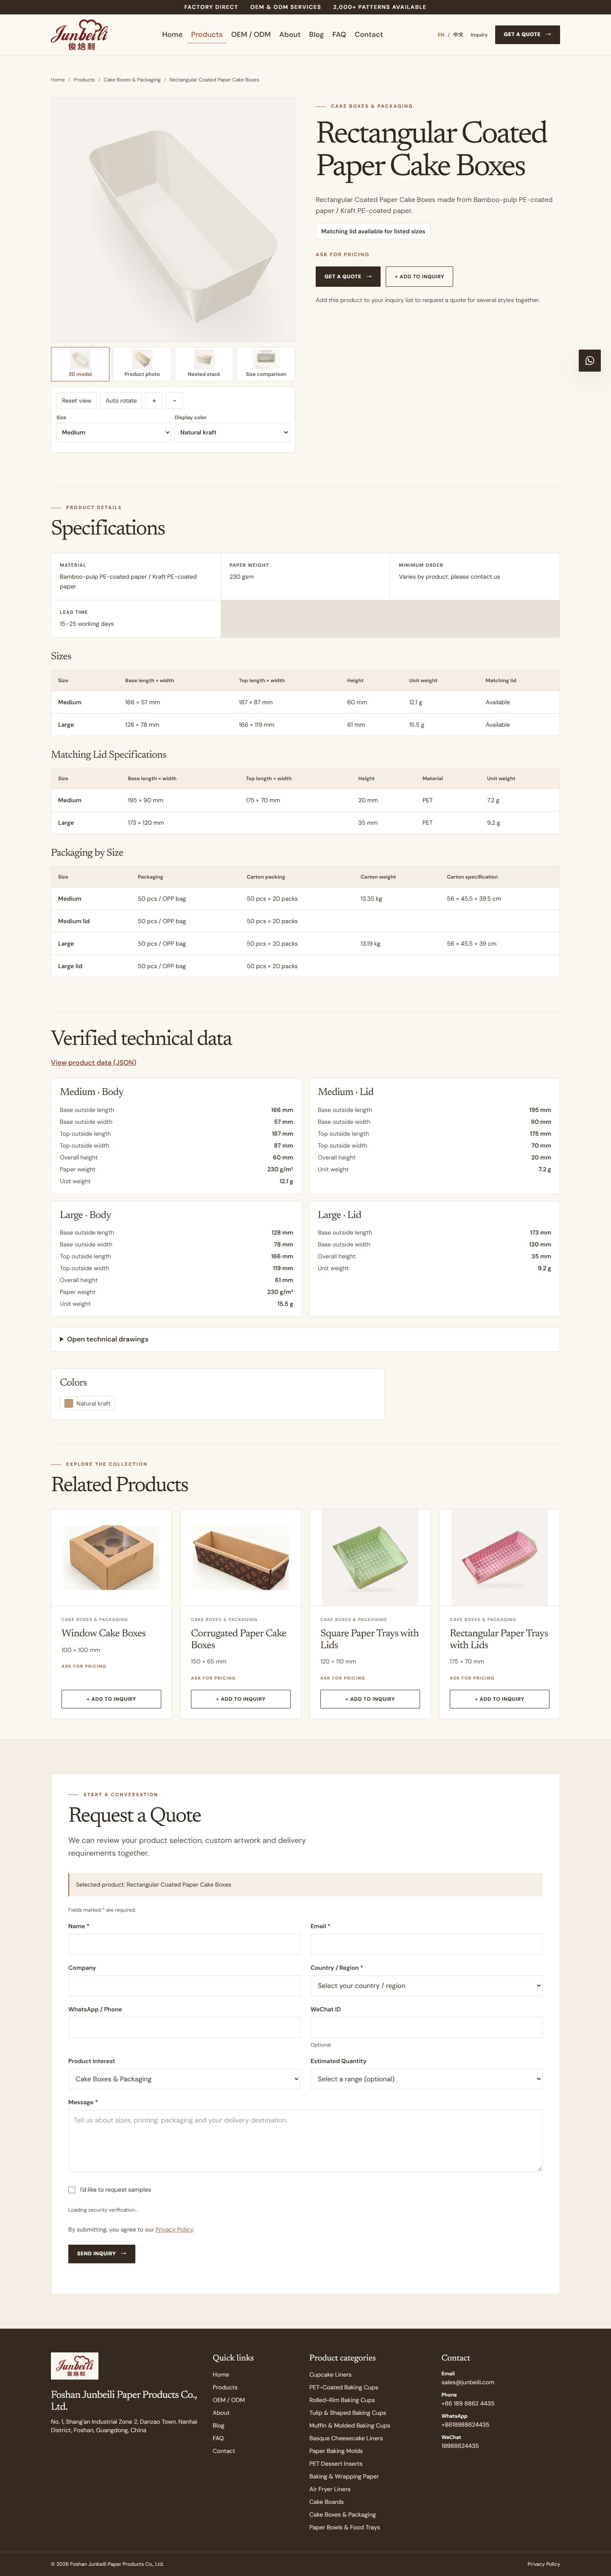 FACTORY DIRECT OEM & ODM SERVICES 2,000+ PATTERNS AVAILABLE
Junbeili
俊焙利
Home Products OEM / ODM About Blog FAQ Contact
EN / 中文 Inquiry GET A QUOTE →
Home / Products / Cake Boxes & Packaging / Rectangular Coated Paper Cake Boxes
CAKE BOXES & PACKAGING
Rectangular Coated
Paper Cake Boxes
Rectangular Coated Paper Cake Boxes made from Bamboo-pulp PE-coated
paper / Kraft PE-coated paper.
Matching lid available for listed sizes
ASK FOR PRICING
GET A QUOTE → + ADD TO INQUIRY
Add this product to your inquiry list to request a quote for several styles together.
3D model Product photo Nested stack Size comparison
Reset view Auto rotate + −
Size Display color
Medium Natural kraft
PRODUCT DETAILS
Specifications
MATERIAL PAPER WEIGHT MINIMUM ORDER
Bamboo-pulp PE-coated paper / Kraft PE-coated 230 gsm Varies by product, please contact us
paper
LEAD TIME
15–25 working days
Sizes
Size Base length × width Top length × width Height Unit weight Matching lid
Medium 166 × 57 mm 187 × 87 mm 60 mm 12.1 g Available
Large 128 × 78 mm 166 × 119 mm 61 mm 15.5 g Available
Matching Lid Specifications
Size Base length × width Top length × width Height Material Unit weight
Medium 195 × 90 mm 175 × 70 mm 20 mm PET 7.2 g
Large 173 × 120 mm 35 mm PET 9.2 g
Packaging by Size
Size Packaging Carton packing Carton weight Carton specification
Medium 50 pcs / OPP bag 50 pcs × 20 packs 13.35 kg 56 × 45.5 × 39.5 cm
Medium lid 50 pcs / OPP bag 50 pcs × 20 packs
Large 50 pcs / OPP bag 50 pcs × 20 packs 13.19 kg 56 × 45.5 × 39 cm
Large lid 50 pcs / OPP bag 50 pcs × 20 packs
Verified technical data
View product data (JSON)
Medium · Body
Base outside length 166 mm
Base outside width 57 mm
Top outside length 187 mm
Top outside width 87 mm
Overall height 60 mm
Paper weight 230 g/m²
Unit weight 12.1 g
Medium · Lid
Base outside length 195 mm
Base outside width 90 mm
Top outside length 175 mm
Top outside width 70 mm
Overall height 20 mm
Unit weight 7.2 g
Large · Body
Base outside length 128 mm
Base outside width 78 mm
Top outside length 166 mm
Top outside width 119 mm
Overall height 61 mm
Paper weight 230 g/m²
Unit weight 15.5 g
Large · Lid
Base outside length 173 mm
Base outside width 120 mm
Overall height 35 mm
Unit weight 9.2 g
Open technical drawings
Colors
Natural kraft
EXPLORE THE COLLECTION
Related Products
CAKE BOXES & PACKAGING
Window Cake Boxes
100 × 100 mm
ASK FOR PRICING
+ ADD TO INQUIRY
CAKE BOXES & PACKAGING
Corrugated Paper Cake
Boxes
150 × 65 mm
ASK FOR PRICING
+ ADD TO INQUIRY
CAKE BOXES & PACKAGING
Square Paper Trays with
Lids
120 × 110 mm
ASK FOR PRICING
+ ADD TO INQUIRY
CAKE BOXES & PACKAGING
Rectangular Paper Trays
with Lids
175 × 70 mm
ASK FOR PRICING
+ ADD TO INQUIRY
START A CONVERSATION
Request a Quote
We can review your product selection, custom artwork and delivery
requirements together.
Selected product: Rectangular Coated Paper Cake Boxes
Fields marked * are required.
Name * Email *
Company Country / Region *
Select your country / region
WhatsApp / Phone WeChat ID
Optional
Product Interest Estimated Quantity
Cake Boxes & Packaging Select a range (optional)
Message *
Tell us about sizes, printing, packaging and your delivery destination.
I'd like to request samples
Loading security verification...
By submitting, you agree to our Privacy Policy.
SEND INQUIRY →
Junbeili
俊焙利
Foshan Junbeili Paper Products Co.,
Ltd.
No. 1, Shang'an Industrial Zone 2, Danzao Town, Nanhai
District, Foshan, Guangdong, China
Quick links
Home
Products
OEM / ODM
About
Blog
FAQ
Contact
Product categories
Cupcake Liners
PET-Coated Baking Cups
Rolled-Rim Baking Cups
Tulip & Shaped Baking Cups
Muffin & Molded Baking Cups
Basque Cheesecake Liners
Paper Baking Molds
PET Dessert Inserts
Baking & Wrapping Paper
Air Fryer Liners
Cake Boards
Cake Boxes & Packaging
Paper Bowls & Food Trays
Contact
Email
sales@junbeili.com
Phone
+86 189 8862 4435
WhatsApp
+8618988624435
WeChat
18988624435
© 2026 Foshan Junbeili Paper Products Co., Ltd. Privacy Policy